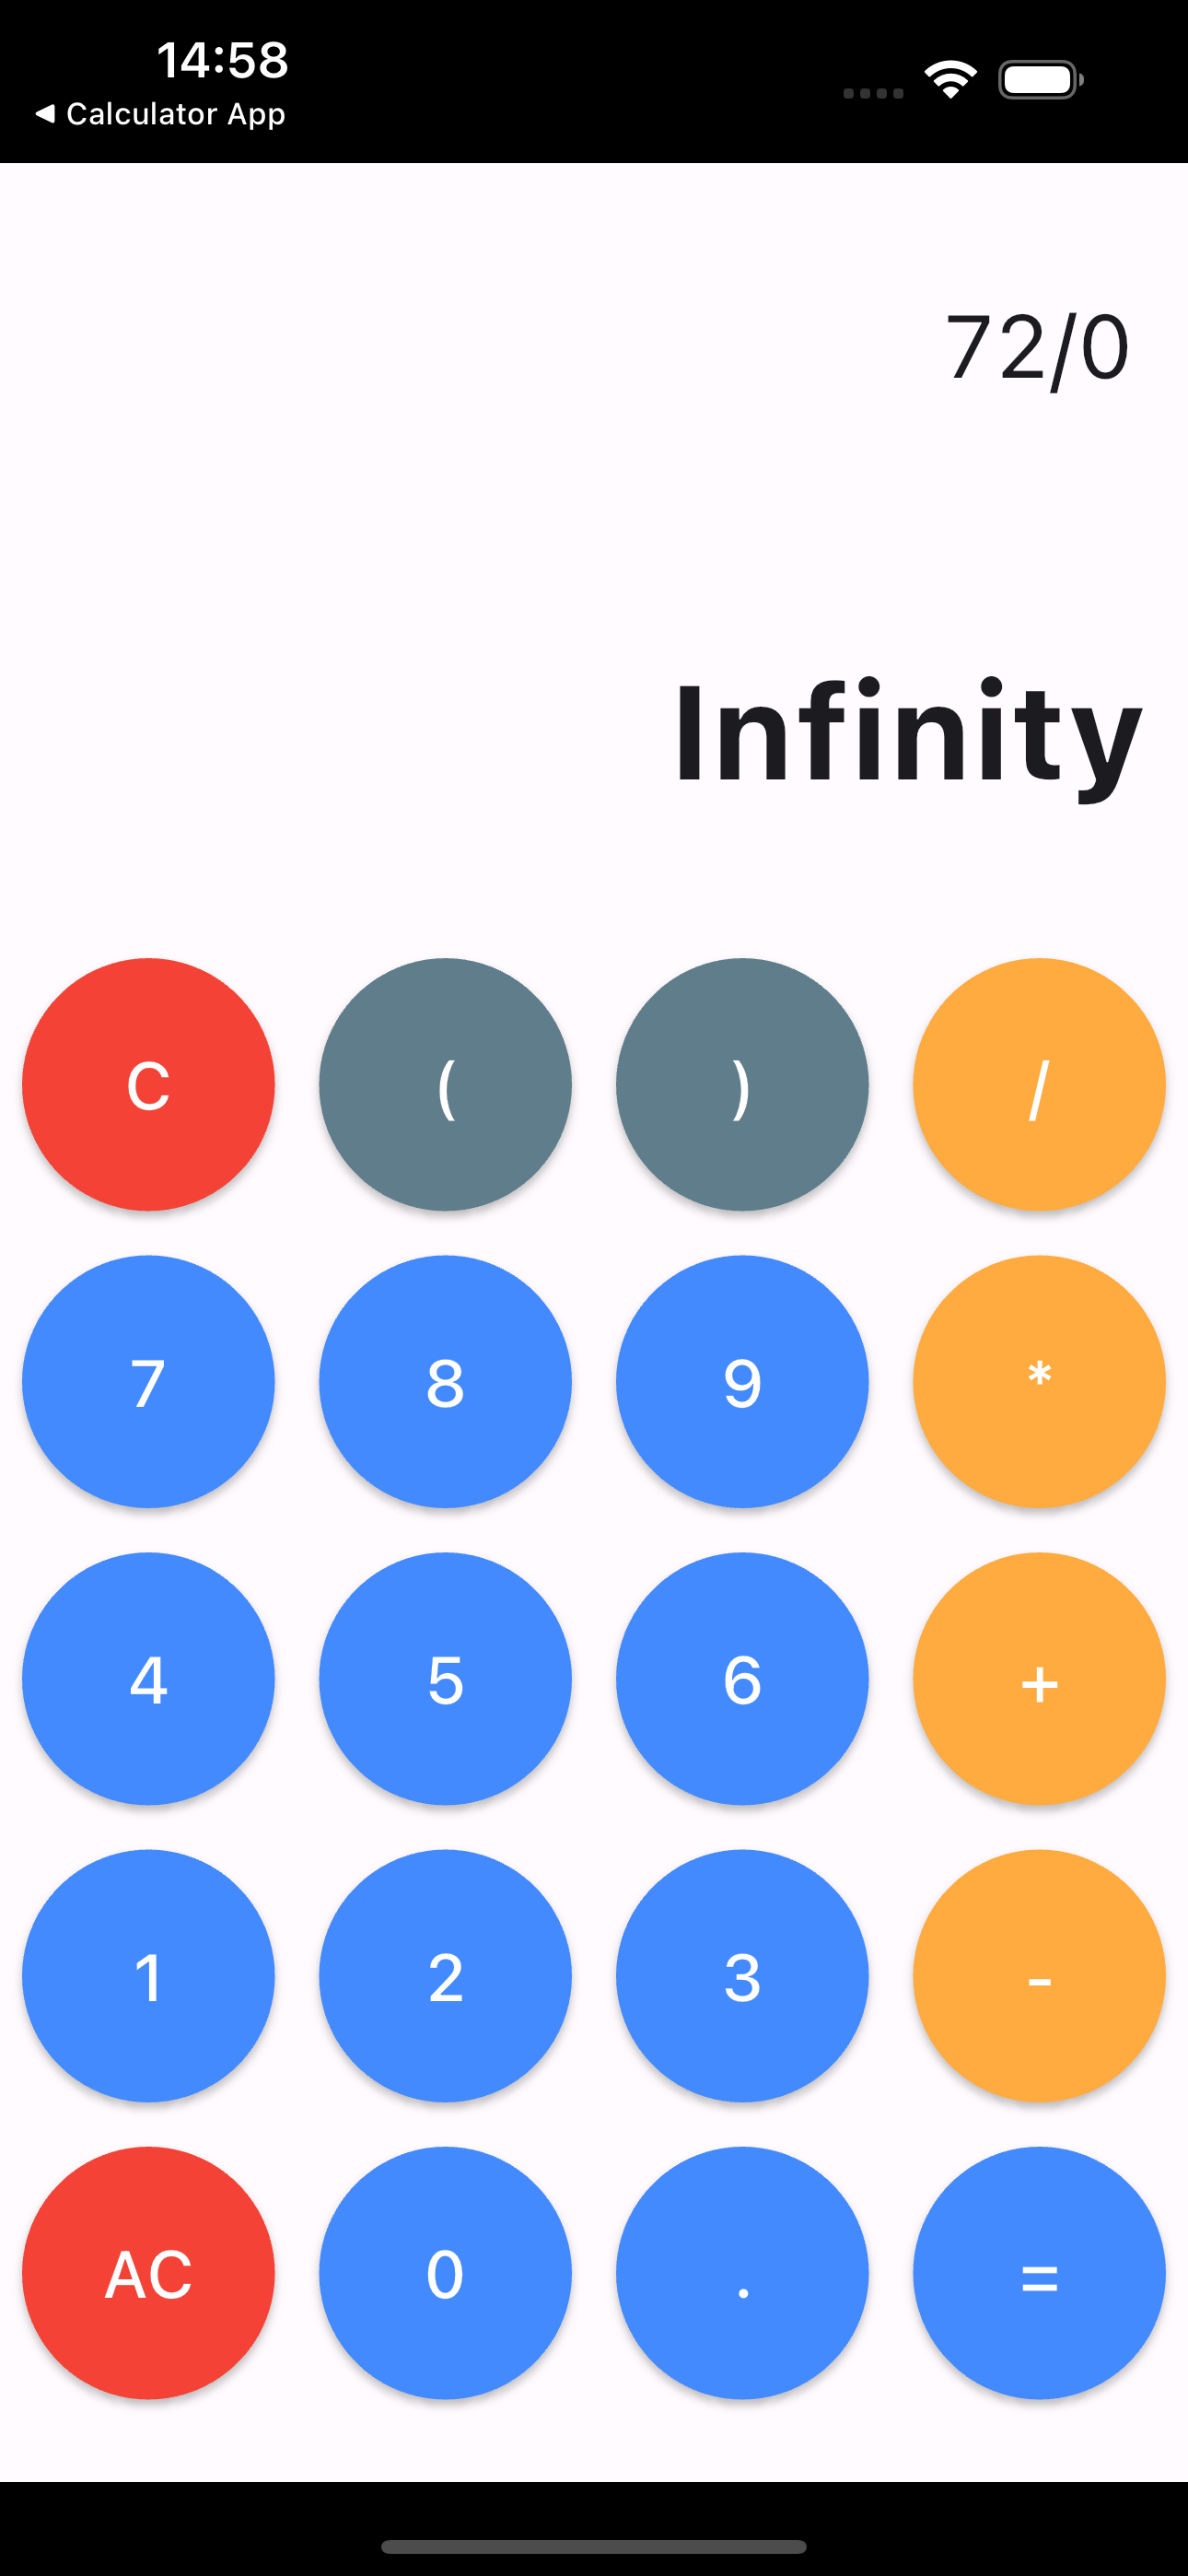 14:58
◀ Calculator App
72/0
Infinity
C ( ) /
7 8 9 *
4 5 6 +
1 2 3 -
AC 0 . =